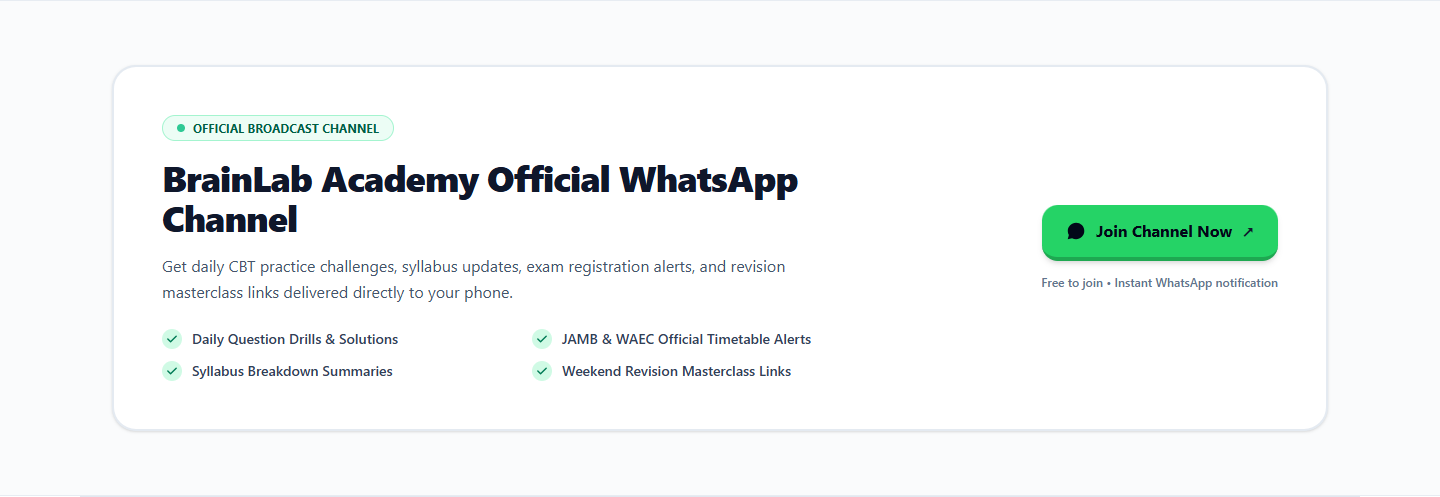 OFFICIAL BROADCAST CHANNEL
BrainLab Academy Official WhatsApp
Channel
Get daily CBT practice challenges, syllabus updates, exam registration alerts, and revision
masterclass links delivered directly to your phone.
Daily Question Drills & Solutions
JAMB & WAEC Official Timetable Alerts
Syllabus Breakdown Summaries
Weekend Revision Masterclass Links
Join Channel Now ↗
Free to join • Instant WhatsApp notification